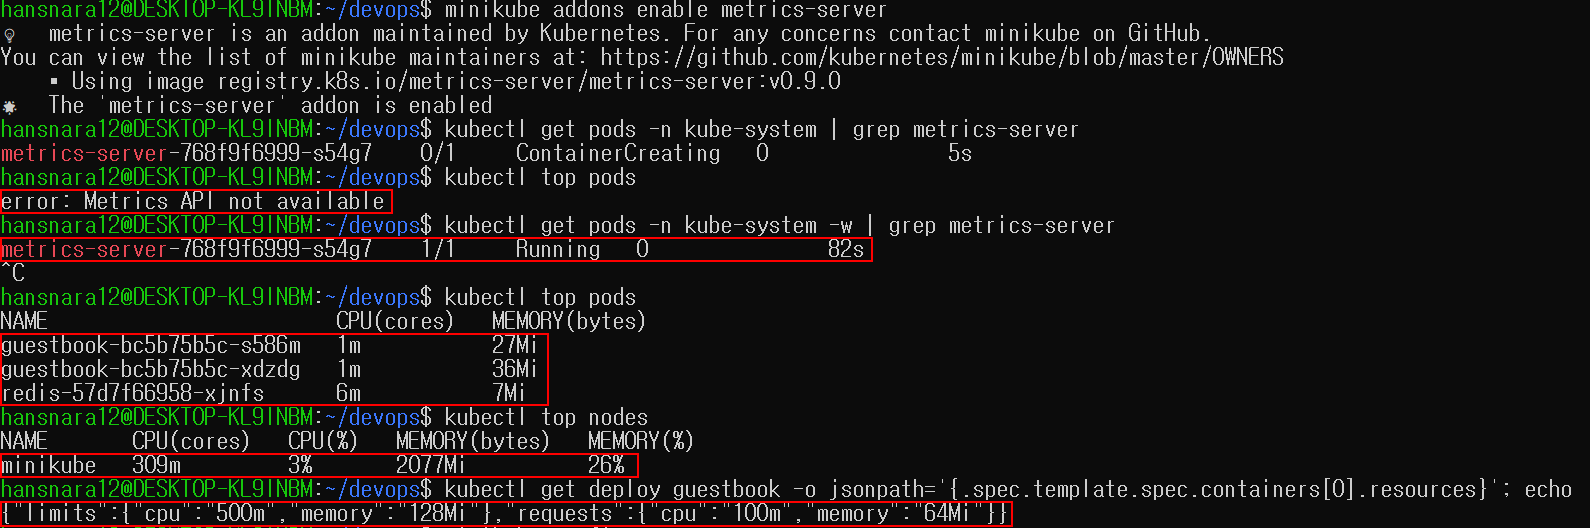 hansnara12@DESKTOP-KL9INBM:~/devops$ minikube addons enable metrics-server
💡   metrics-server is an addon maintained by Kubernetes. For any concerns contact minikube on GitHub.
You can view the list of minikube maintainers at: https://github.com/kubernetes/minikube/blob/master/OWNERS
    ▪ Using image registry.k8s.io/metrics-server/metrics-server:v0.9.0
🌟   The 'metrics-server' addon is enabled
hansnara12@DESKTOP-KL9INBM:~/devops$ kubectl get pods -n kube-system | grep metrics-server
metrics-server-768f9f6999-s54g7    0/1     ContainerCreating   0               5s
hansnara12@DESKTOP-KL9INBM:~/devops$ kubectl top pods
error: Metrics API not available
hansnara12@DESKTOP-KL9INBM:~/devops$ kubectl get pods -n kube-system -w | grep metrics-server
metrics-server-768f9f6999-s54g7    1/1     Running   0               82s
^C
hansnara12@DESKTOP-KL9INBM:~/devops$ kubectl top pods
NAME                        CPU(cores)   MEMORY(bytes)
guestbook-bc5b75b5c-s586m   1m           27Mi
guestbook-bc5b75b5c-xdzdg   1m           36Mi
redis-57d7f66958-xjnfs      6m           7Mi
hansnara12@DESKTOP-KL9INBM:~/devops$ kubectl top nodes
NAME       CPU(cores)   CPU(%)   MEMORY(bytes)   MEMORY(%)
minikube   309m         3%       2077Mi          26%
hansnara12@DESKTOP-KL9INBM:~/devops$ kubectl get deploy guestbook -o jsonpath='{.spec.template.spec.containers[0].resources}'; echo
{"limits":{"cpu":"500m","memory":"128Mi"},"requests":{"cpu":"100m","memory":"64Mi"}}